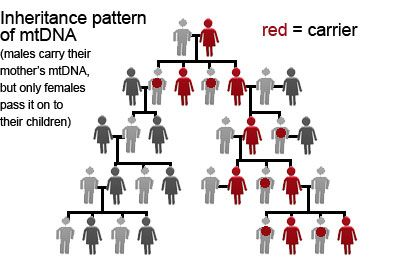 Inheritance pattern
of mtDNA
(males carry their
mother's mtDNA,
but only females
pass it on to
their children)
red = carrier